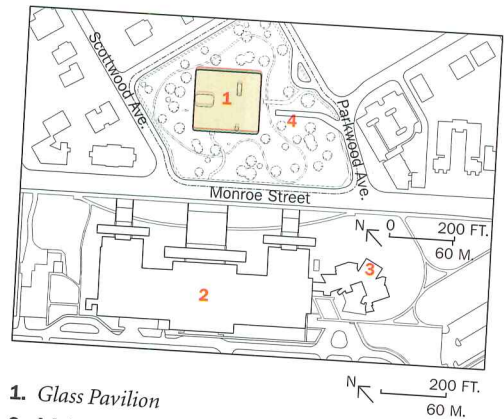 Scottwood Ave.
1
4
Parkwood Ave.
Monroe Street
N 0 200 FT.
60 M.
3
2
1. Glass Pavilion
N 200 FT.
60 M.